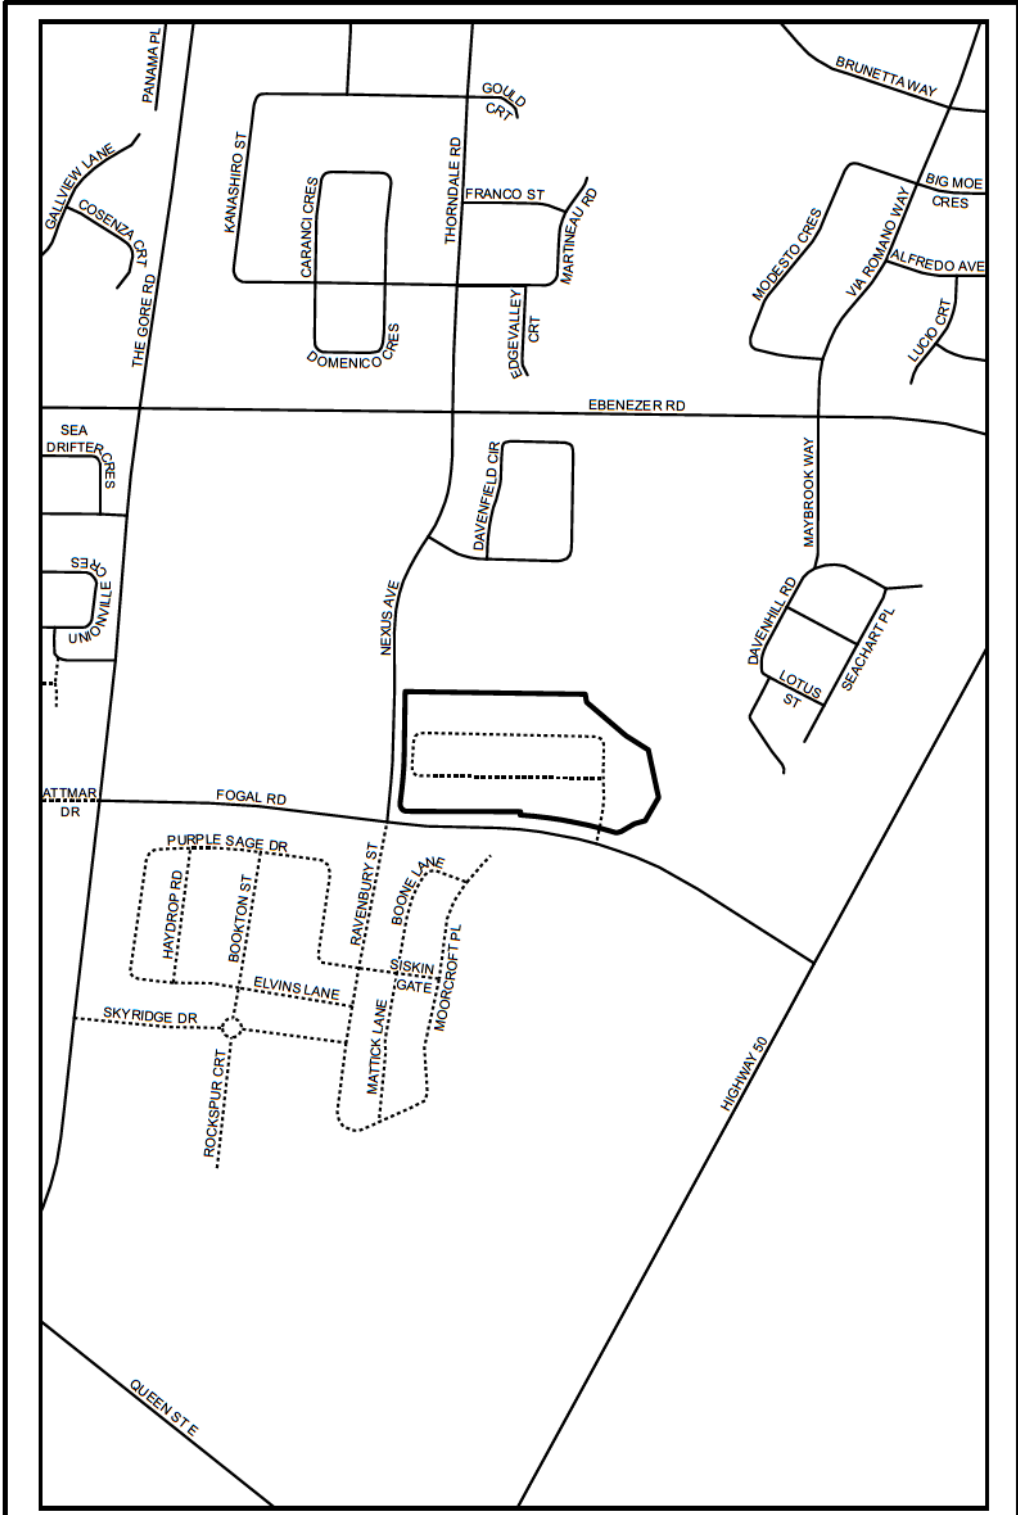 PANAMA PL
BRUNETTA WAY
GOULD
CRT
KANASHIRO ST
THORNDALE RD
GALLVIEW LANE
COSENZA CRT
CARANCI CRES
FRANCO ST
MARTINEAU RD
BIG MOE
CRES
MODESTO CRES
VIA ROMANO WAY
ALFREDO AVE
THE GORE RD
LUCIO CRT
EDGEVALLEY
CRT
DOMENICO CRES
EBENEZER RD
SEA
DRIFTER CRES
DAVENFIELD CIR
MAYBROOK WAY
UNIONVILLE
CRES
NEXUS AVE
DAVENHILL RD
SEACHART PL
LOTUS
ST
ATTMAR
DR
FOGAL RD
PURPLE SAGE DR
HAYDROP RD
BOOKTON ST
RAVENBURY ST
BOONE LANE
SISKIN
GATE
MOORCROFT PL
ELVINS LANE
SKYRIDGE DR
MATTICK LANE
ROCKSPUR CRT
HIGHWAY 50
QUEEN ST E